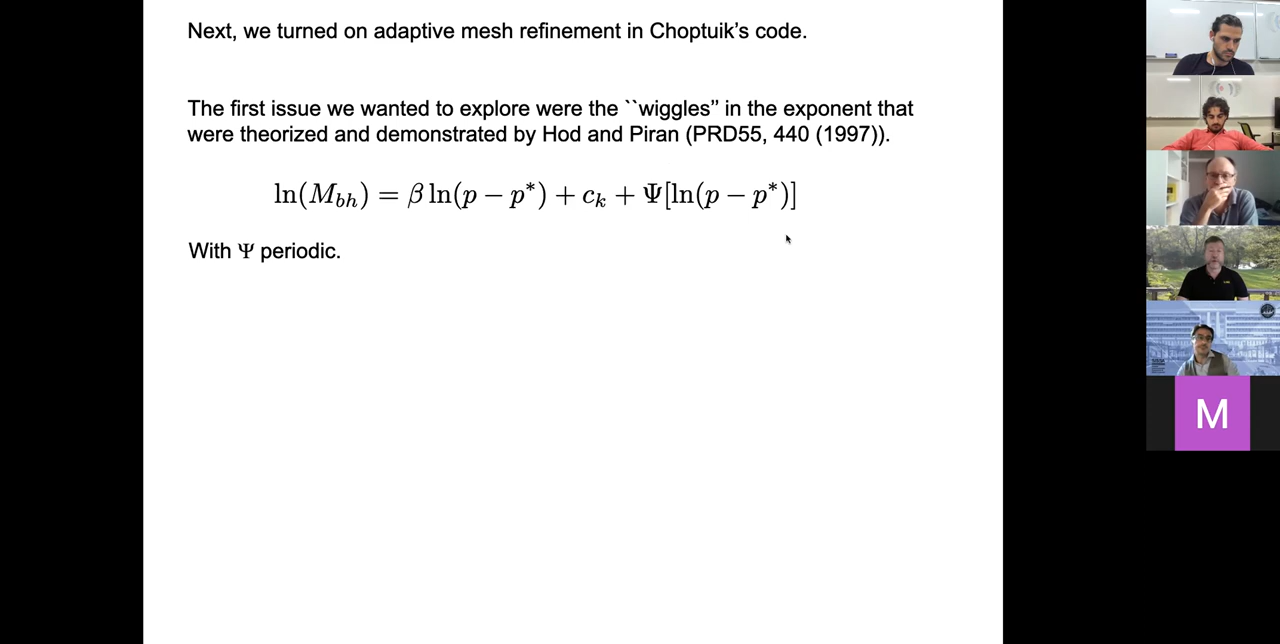 Next, we turned on adaptive mesh refinement in Choptuik’s code.
The first issue we wanted to explore were the ``wiggles” in the exponent that
were theorized and demonstrated by Hod and Piran (PRD55, 440 (1997)).
ln(M_{bh}) = β ln(p − p*) + c_k + Ψ[ln(p − p*)]
With Ψ periodic.
M